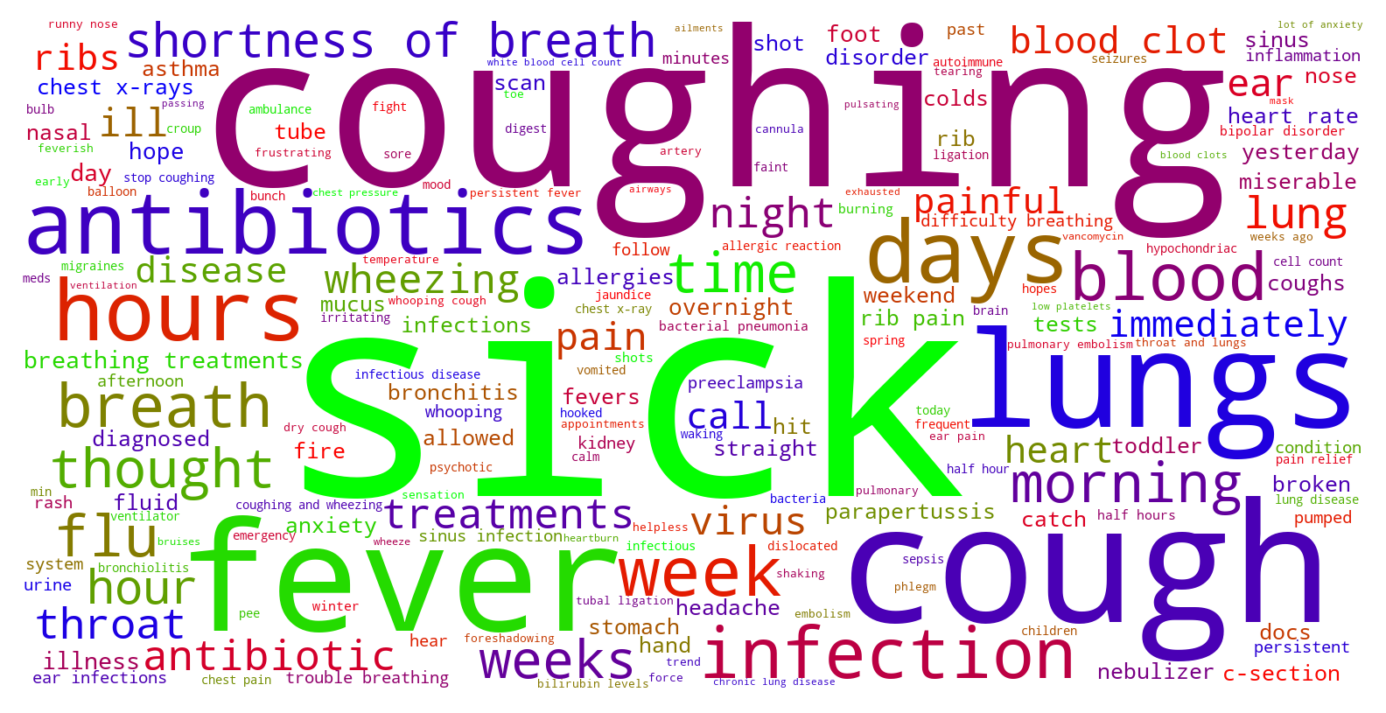 runny nose
ailments
past
lot of anxiety
shortness of breath
shot
foot
blood clot
sinus
ribs
white blood cell count
minutes
disorder
autoimmune
seizures
inflammation
asthma
coughing
tearing
ear
nose
chest x-rays
scan
toe
colds
mask
bulb
passing
ill
ambulance
fight
pulsating
heart rate
nasal
croup
tube
digest
cannula
rib
bipolar disorder
feverish
hope
frustrating
sore
artery
faint
ligation
blood clots
yesterday
early
day
stop coughing
mood
airways
exhausted
miserable
balloon
bunch
chest pressure
persistent fever
burning
painful
lung
antibiotics
night
difficulty breathing
days
vancomycin
weeks ago
migraines
disease
temperature
follow
allergic reaction
time
hypochondriac
meds
ventilation
wheezing
allergies
blood
cell count
hours
mucus
whooping cough
jaundice
overnight
weekend
hopes
coughs
irritating
infections
chest x-ray
bacterial pneumonia
rib pain
brain
low platelets
tests
immediately
breathing treatments
sick
pain
shots
spring
pulmonary embolism
throat and lungs
afternoon
infectious disease
vomited
lungs
breath
bronchitis
fevers
preeclampsia
whooping
hooked
call
hit
today
diagnosed
dry cough
allowed
appointments
waking
frequent
fire
kidney
straight
ear pain
heart
toddler
condition
thought
psychotic
calm
half hour
pain relief
min
sensation
bacteria
pulmonary
morning
broken
rash
fluid
coughing and wheezing
treatments
lung disease
flu
ventilator
anxiety
helpless
virus
parapertussis
catch
half hours
pumped
bruises
emergency
wheeze
sinus infection
heartburn
infectious
dislocated
cough
system
bronchiolitis
fever
week
shaking
sepsis
urine
hour
phlegm
pee
winter
tubal ligation
headache
embolism
throat
hear
foreshadowing
stomach
children
docs
illness
antibiotic
weeks
hand
trend
infection
persistent
ear infections
chest pain
trouble breathing
bilirubin levels
force
chronic lung disease
nebulizer
c-section